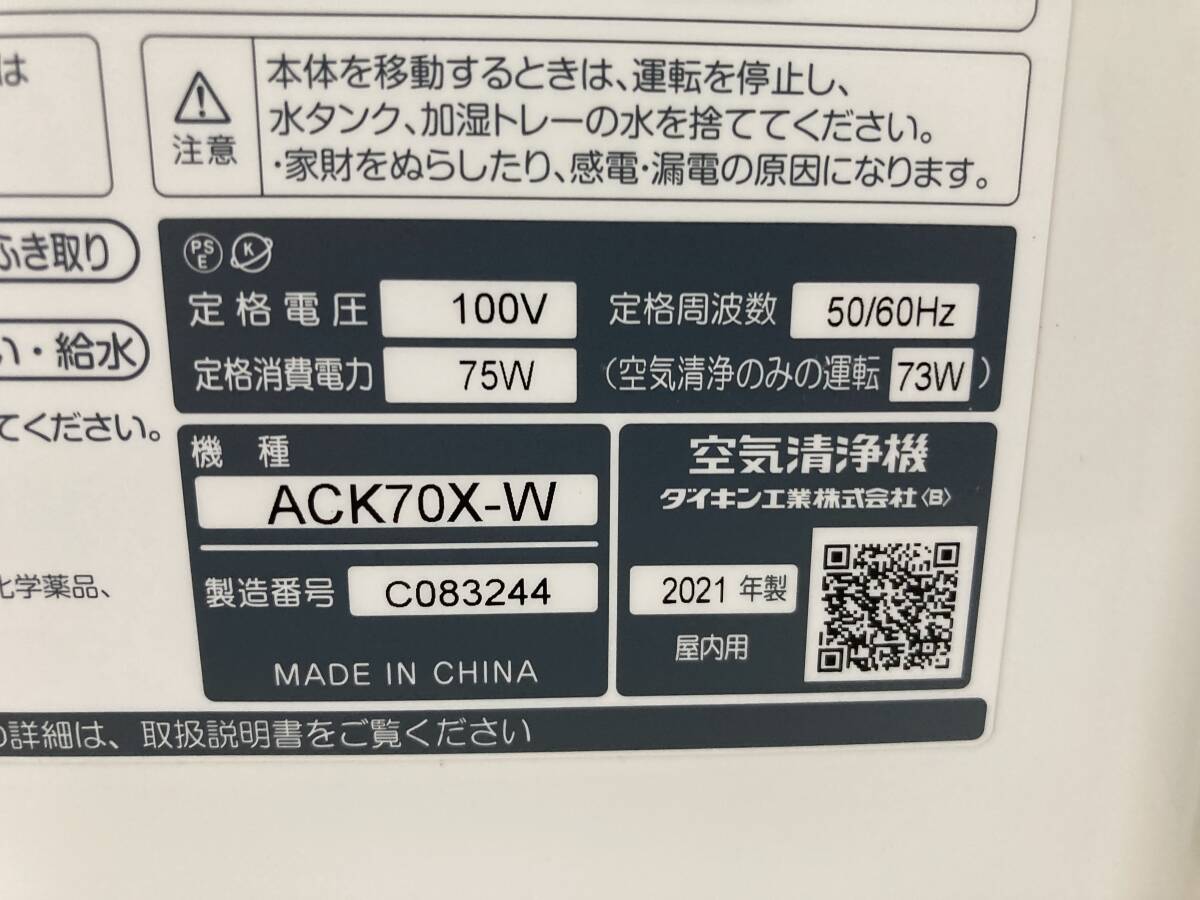 は
注意
本体を移動するときは、運転を停止し、
水タンク、加湿トレーの水を捨ててください。
・家財をぬらしたり、感電・漏電の原因になります。
ふき取り
い・給水
てください。
化学薬品、
PS
E
K
定格電圧 100V 定格周波数 50/60Hz
定格消費電力 75W (空気清浄のみの運転 73W)
機種
ACK70X-W
製造番号 C083244
MADE IN CHINA
空気清浄機
ダイキン工業株式会社〈B〉
2021年製
屋内用
の詳細は、取扱説明書をご覧ください